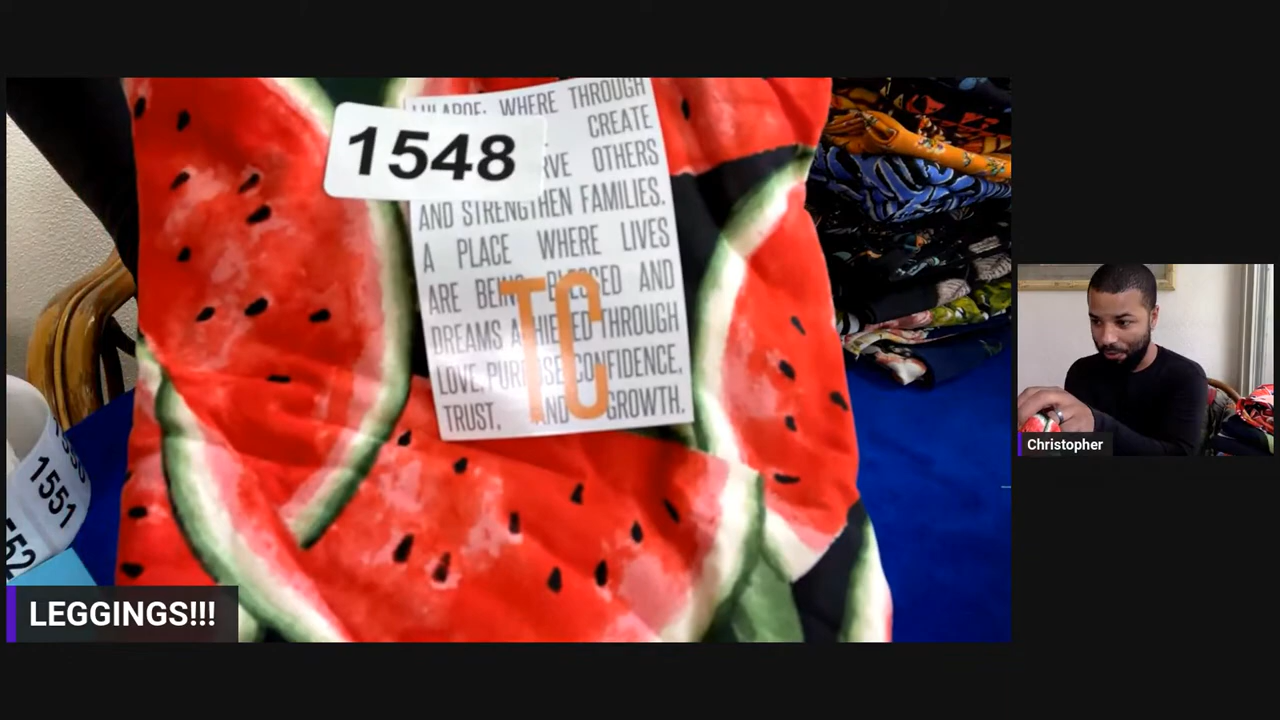 WHERE THROUGH
1548
CREATE
OTHERS
AND STRENGTHEN FAMILIES.
A PLACE WHERE LIVES
ARE BEING BLESSED AND
DREAMS ACHIEVED THROUGH
LOVE, PURPOSE, CONFIDENCE,
TRUST, AND GROWTH.
TC
1551
LEGGINGS!!!
Christopher